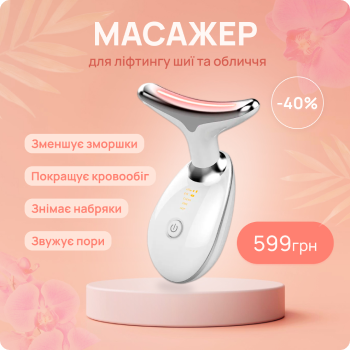 МАСАЖЕР
для ліфтингу шиї та обличчя
-40%
Зменшує зморшки
Покращує кровообіг
Знімає набряки
Звужує пори
599грн